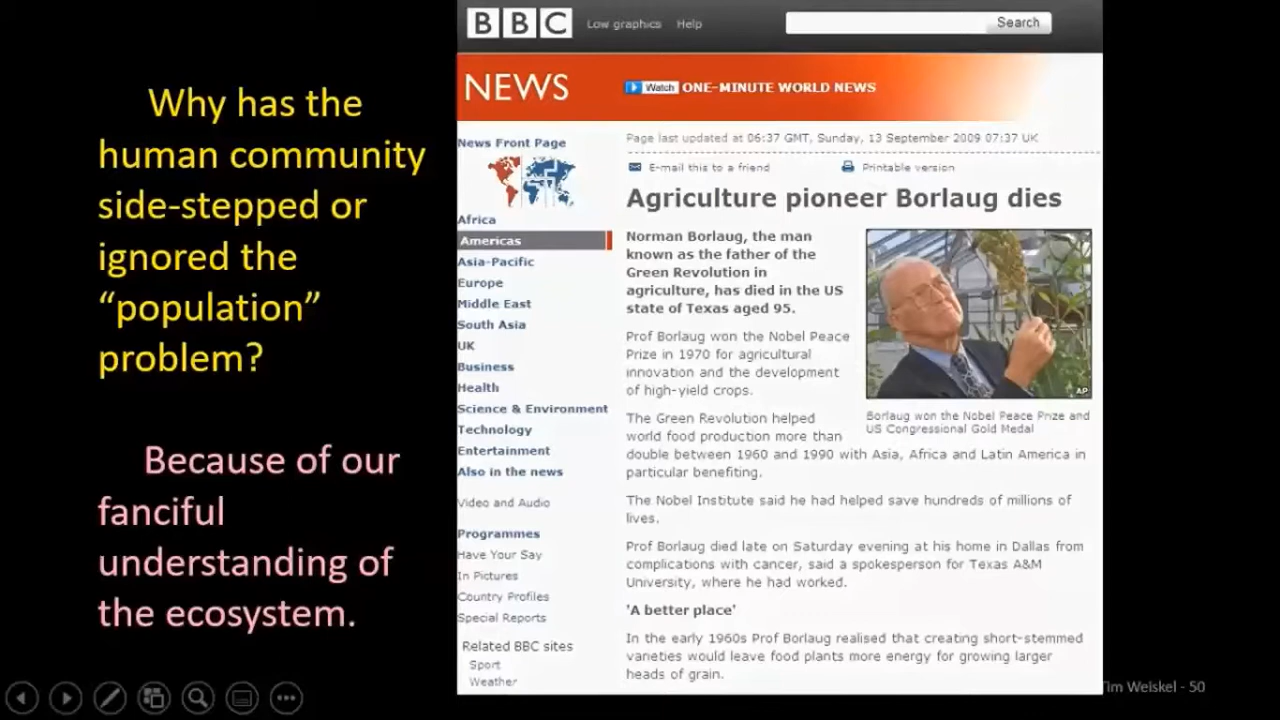 Why has the
human community
side-stepped or
ignored the
“population”
problem?
Because of our
fanciful
understanding of
the ecosystem.
BBC
Low graphics
Help
Search
NEWS
Watch ONE-MINUTE WORLD NEWS
News Front Page
Africa
Americas
Asia-Pacific
Europe
Middle East
South Asia
UK
Business
Health
Science & Environment
Technology
Entertainment
Also in the news
Video and Audio
Programmes
Have Your Say
In Pictures
Country Profiles
Special Reports
Related BBC sites
Sport
Weather
Page last updated at 06:37 GMT, Sunday, 13 September 2009 07:37 UK
E-mail this to a friend
Printable version
Agriculture pioneer Borlaug dies
Norman Borlaug, the man
known as the father of the
Green Revolution in
agriculture, has died in the US
state of Texas aged 95.
Prof Borlaug won the Nobel Peace
Prize in 1970 for agricultural
innovation and the development
of high-yield crops.
AP
Borlaug won the Nobel Peace Prize and
US Congressional Gold Medal
The Green Revolution helped
world food production more than
double between 1960 and 1990 with Asia, Africa and Latin America in
particular benefiting.
The Nobel Institute said he had helped save hundreds of millions of
lives.
Prof Borlaug died late on Saturday evening at his home in Dallas from
complications with cancer, said a spokesperson for Texas A&M
University, where he had worked.
'A better place'
In the early 1960s Prof Borlaug realised that creating short-stemmed
varieties would leave food plants more energy for growing larger
heads of grain.
Tim Weiskel - 50